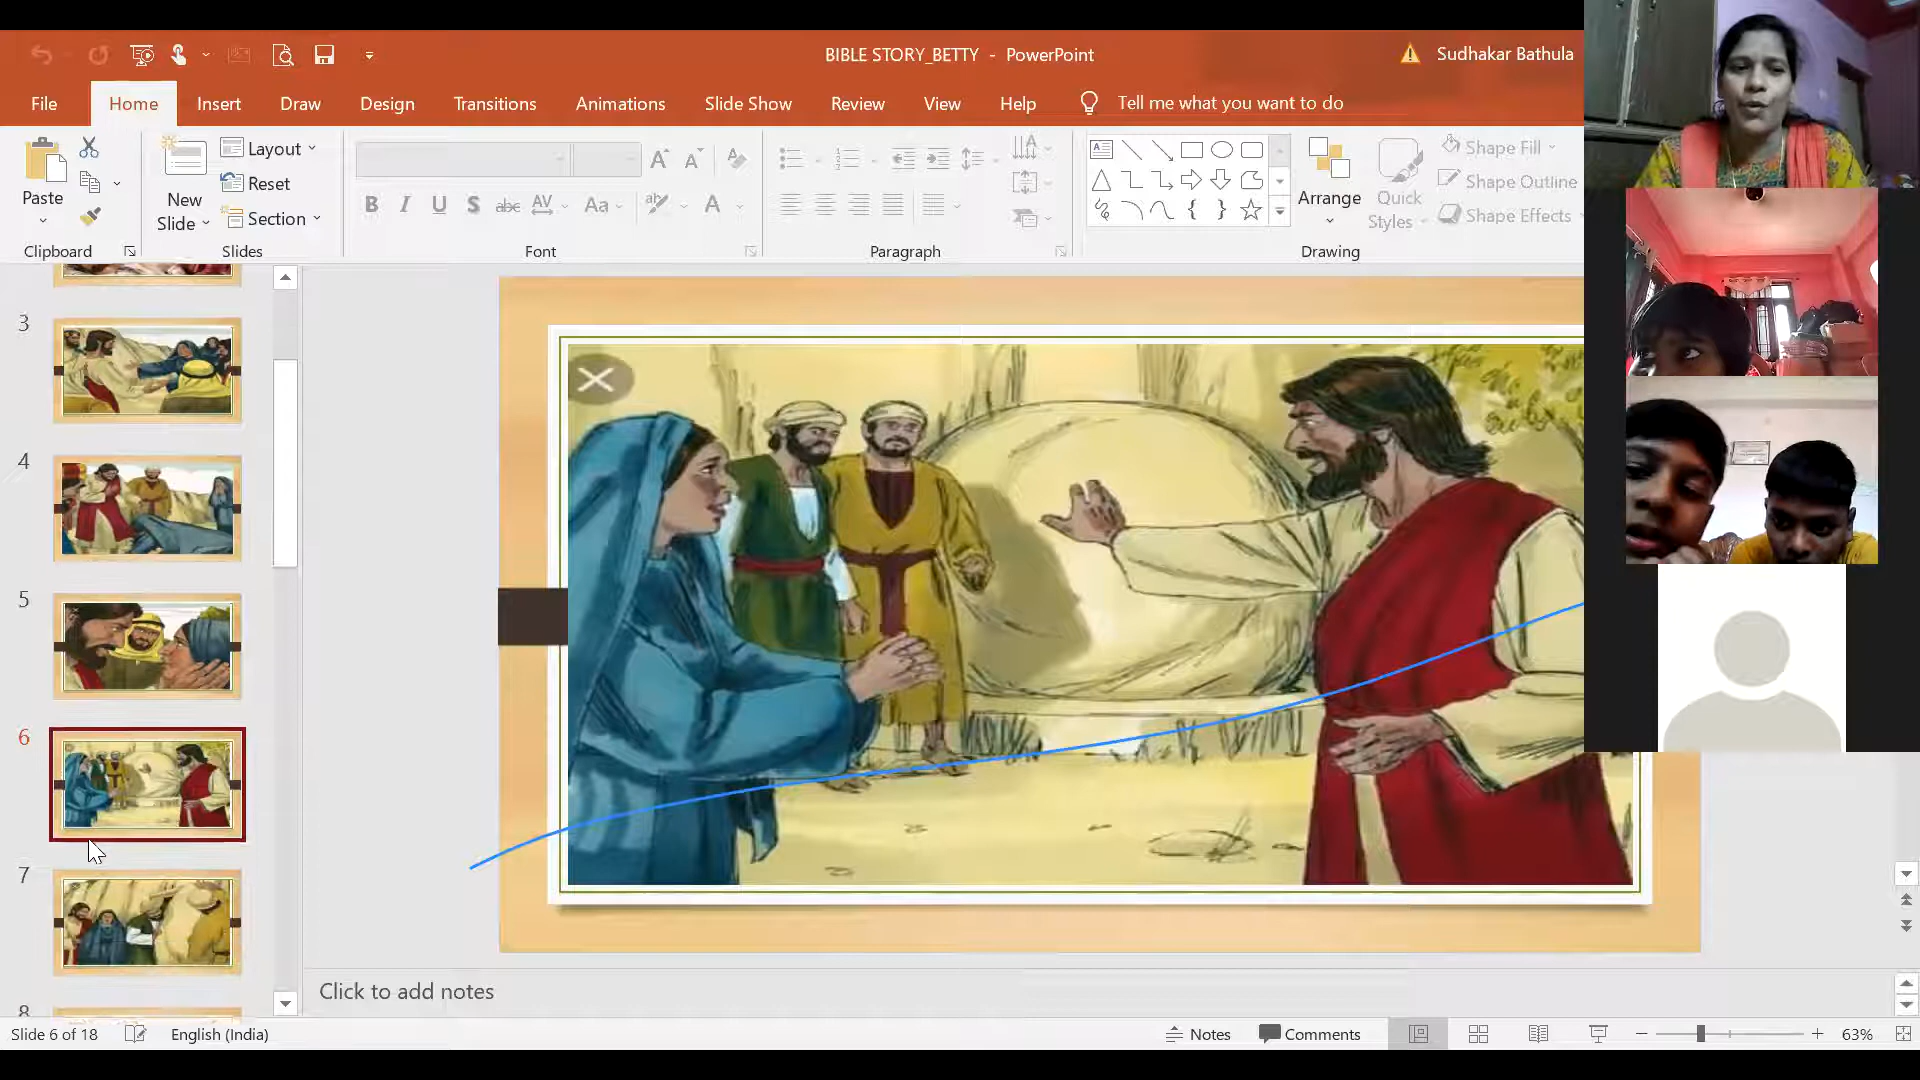 BIBLE STORY_BETTY - PowerPoint
Sudhakar Bathula
File Home Insert Draw Design Transitions Animations Slide Show Review View Help Tell me what you want to do
Paste
New Slide
Layout
Reset
Section
B I U S abc AV Aa A
Arrange
Quick Styles
Shape Fill
Shape Outline
Shape Effects
Clipboard Slides Font Paragraph Drawing
3
4
5
6
7
8
Click to add notes
Slide 6 of 18 English (India) Notes Comments 63%